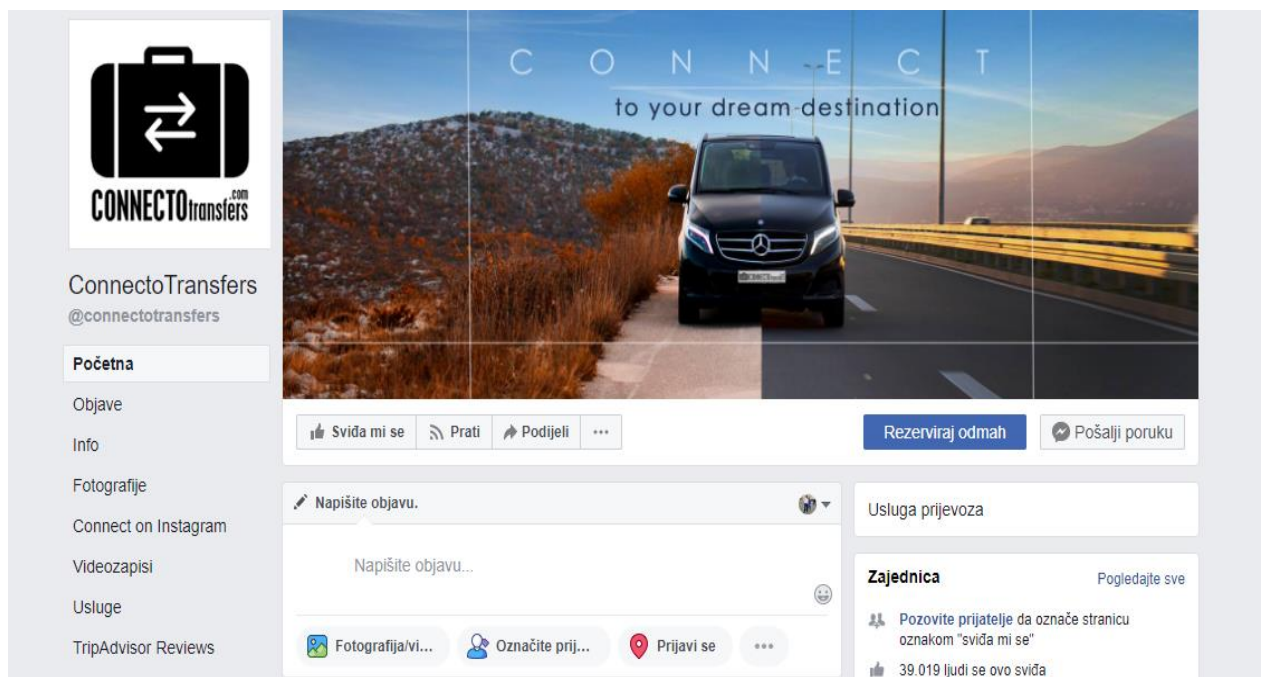 CONNECTOtransfers
.com
ConnectoTransfers
@connectotransfers
Početna
Objave
Info
Fotografije
Connect on Instagram
Videozapisi
Usluge
TripAdvisor Reviews
CONNECT
to your dream destination
Sviđa mi se
Prati
Podijeli
Rezerviraj odmah
Pošalji poruku
Napišite objavu.
Napišite objavu...
Fotografija/vi...
Označite prij...
Prijavi se
Usluga prijevoza
Zajednica
Pogledajte sve
Pozovite prijatelje da označe stranicu
oznakom "sviđa mi se"
39.019 ljudi se ovo sviđa